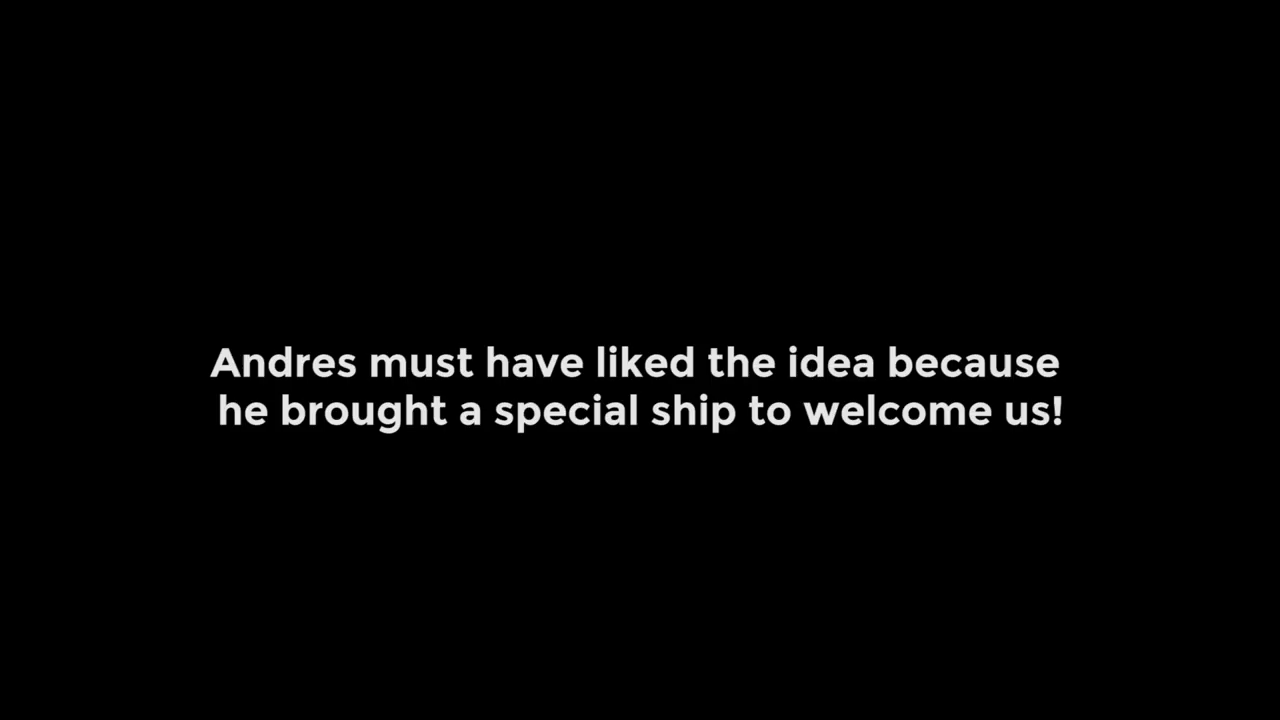 Andres must have liked the idea because
he brought a special ship to welcome us!